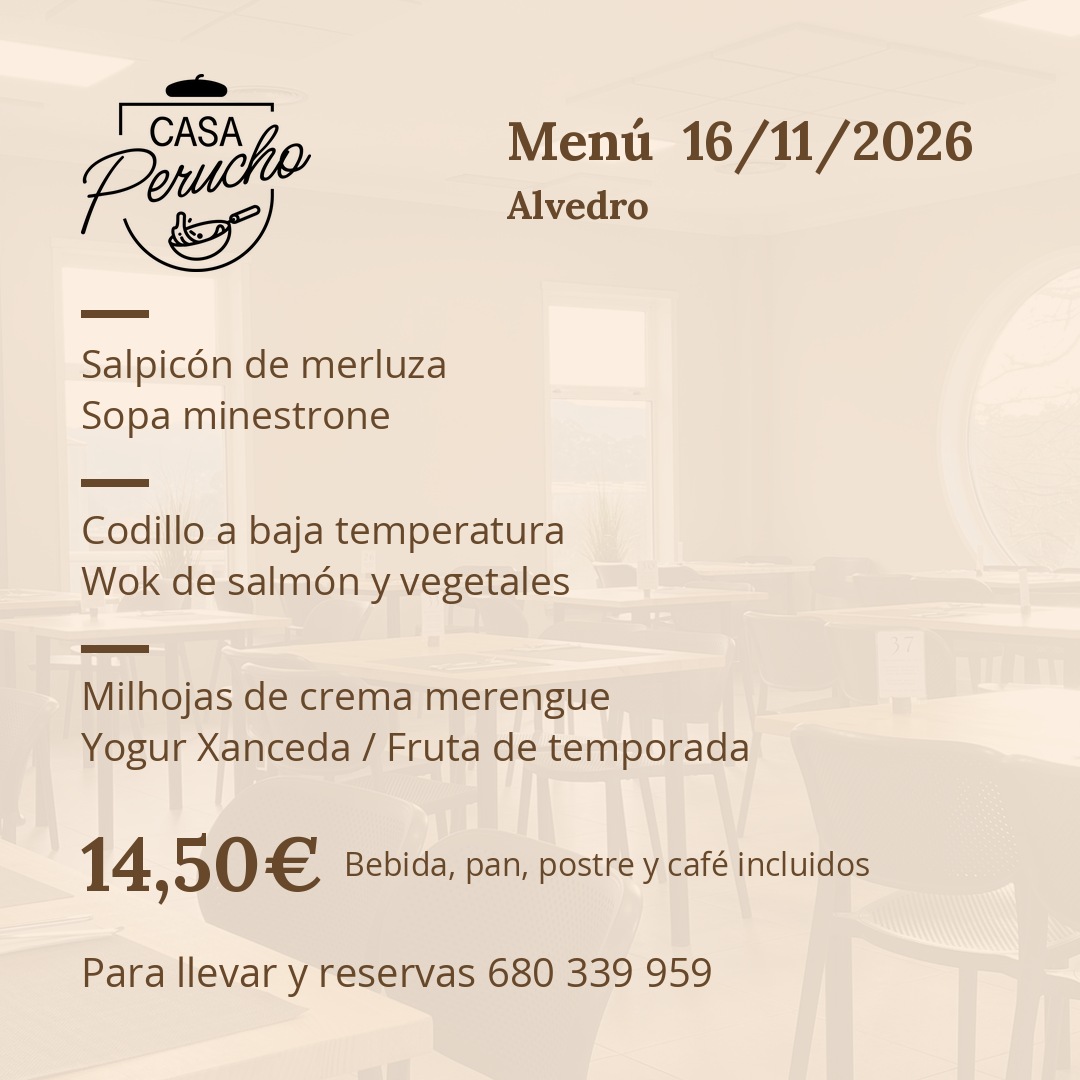 CASA
Perucho
Menú 16/11/2026
Alvedro
Salpicón de merluza
Sopa minestrone
Codillo a baja temperatura
Wok de salmón y vegetales
Milhojas de crema merengue
Yogur Xanceda / Fruta de temporada
14,50€ Bebida, pan, postre y café incluidos
Para llevar y reservas 680 339 959
37